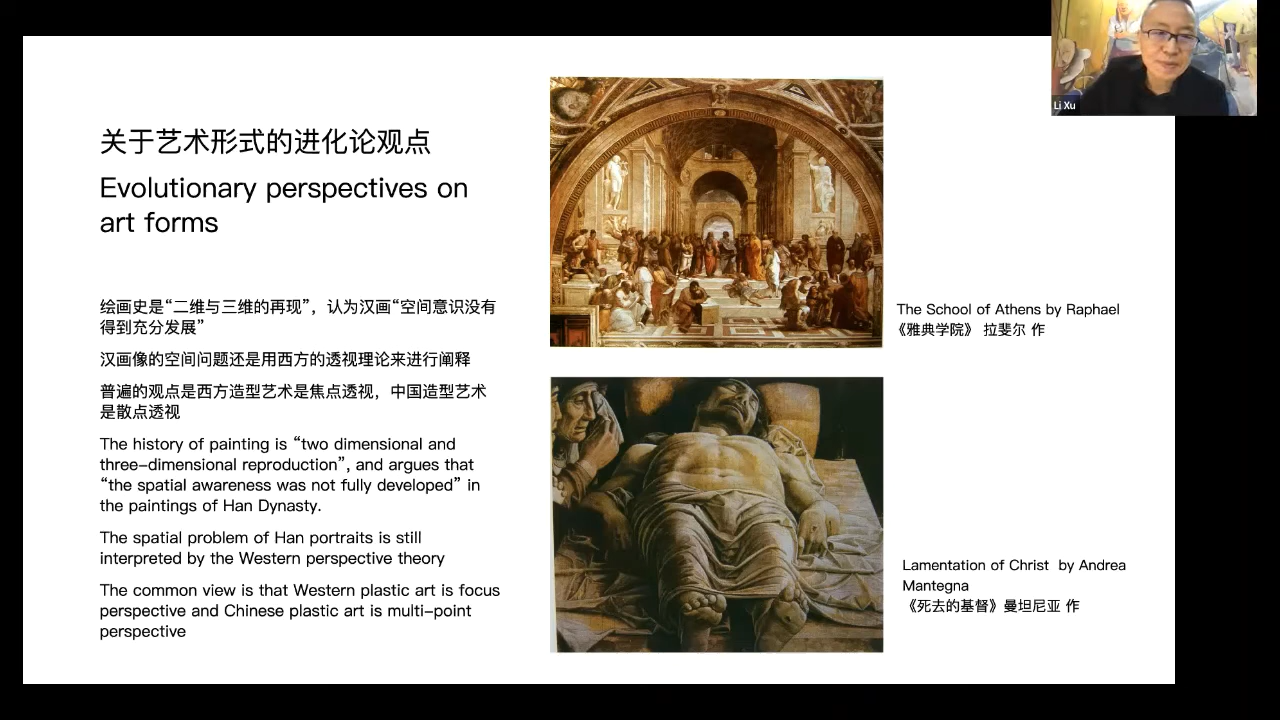 关于艺术形式的进化论观点
Evolutionary perspectives on
art forms
绘画史是“二维与三维的再现”，认为汉画“空间意识没有
得到充分发展”
汉画像的空间问题还是用西方的透视理论来进行阐释
普遍的观点是西方造型艺术是焦点透视，中国造型艺术
是散点透视
The history of painting is “two dimensional and
three-dimensional reproduction”, and argues that
“the spatial awareness was not fully developed” in
the paintings of Han Dynasty.
The spatial problem of Han portraits is still
interpreted by the Western perspective theory
The common view is that Western plastic art is focus
perspective and Chinese plastic art is multi-point
perspective
The School of Athens by Raphael
《雅典学院》 拉斐尔 作
Lamentation of Christ by Andrea
Mantegna
《死去的基督》曼坦尼亚 作
Li Xu